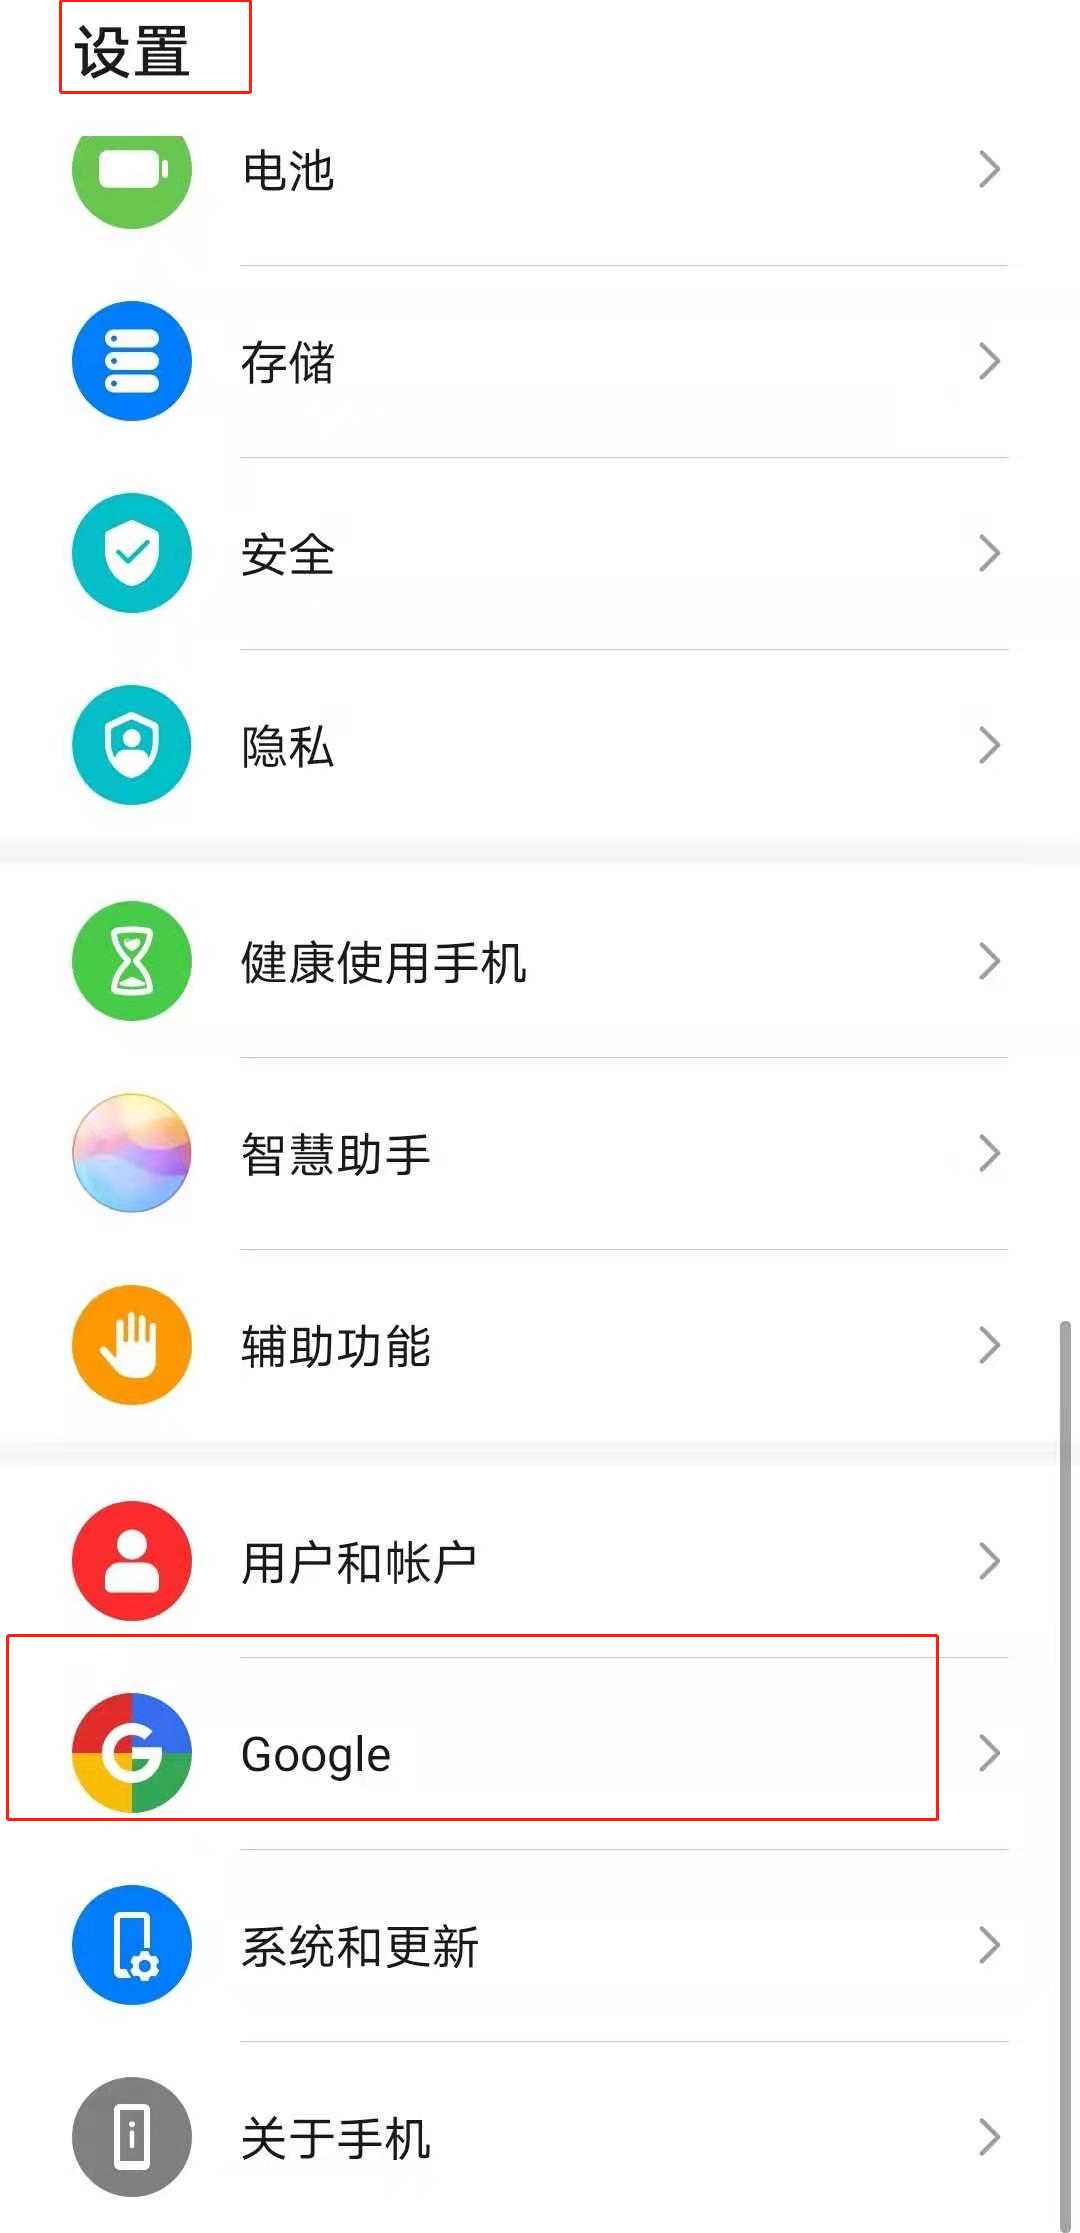 设置
电池
存储
安全
隐私
健康使用手机
智慧助手
辅助功能
用户和帐户
Google
系统和更新
关于手机